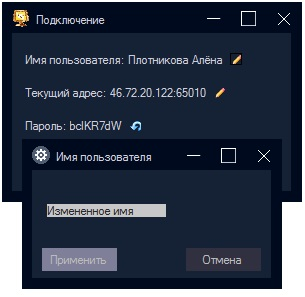 Подключение
Имя пользователя: Плотникова Алёна
Текущий адрес: 46.72.20.122:65010
Пароль: bclKR7dW
Имя пользователя
Измененное имя
Применить
Отмена